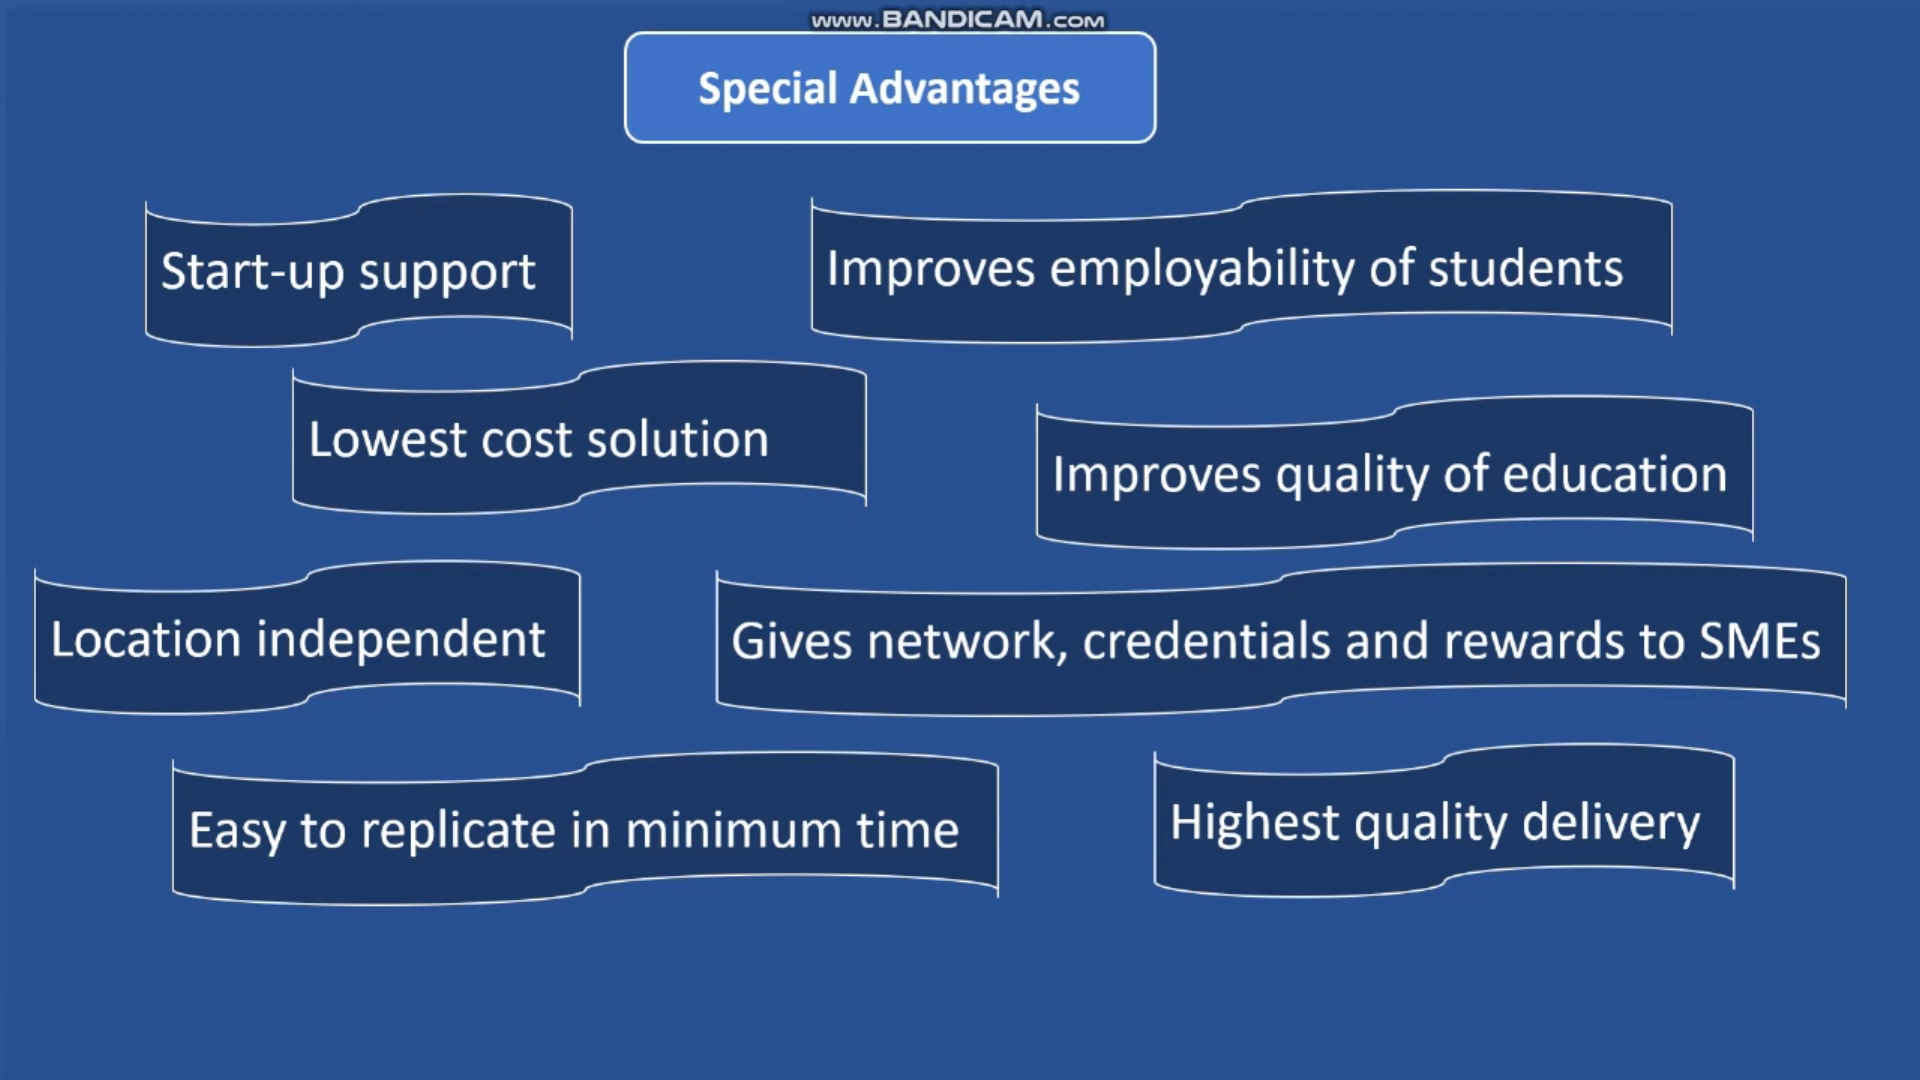 www.BANDICAM.com
Special Advantages
Start-up support
Improves employability of students
Lowest cost solution
Improves quality of education
Location independent
Gives network, credentials and rewards to SMEs
Easy to replicate in minimum time
Highest quality delivery